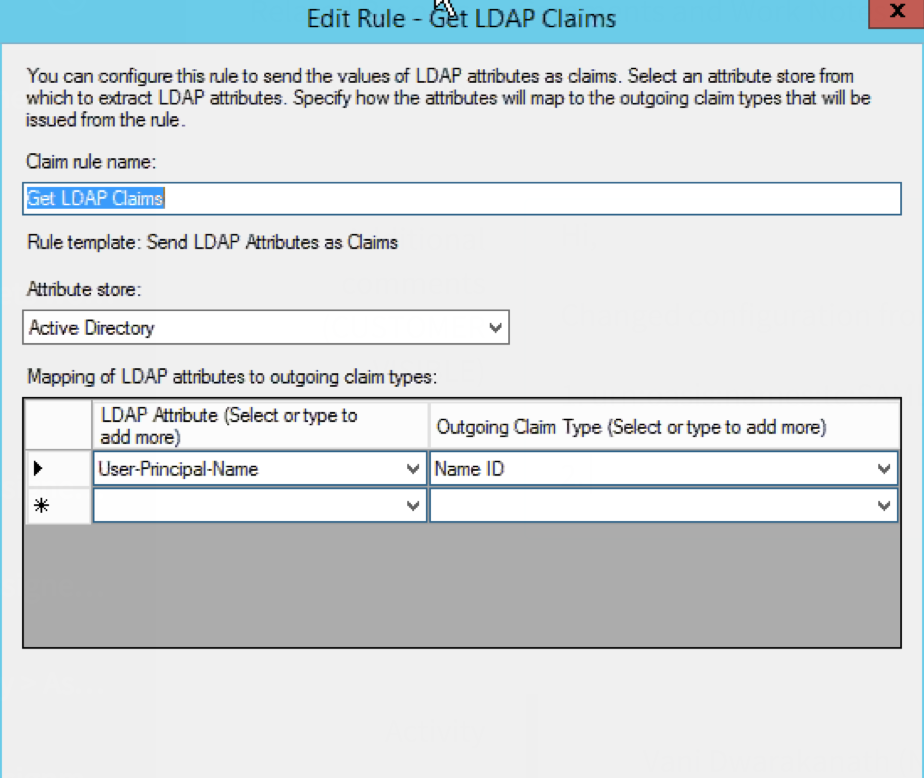 Edit Rule - Get LDAP Claims
x
You can configure this rule to send the values of LDAP attributes as claims. Select an attribute store from
which to extract LDAP attributes. Specify how the attributes will map to the outgoing claim types that will be
issued from the rule.
Claim rule name:
Get LDAP Claims
Rule template: Send LDAP Attributes as Claims
Attribute store:
Active Directory
Mapping of LDAP attributes to outgoing claim types:
LDAP Attribute (Select or type to
add more)
Outgoing Claim Type (Select or type to add more)
User-Principal-Name
Name ID
*